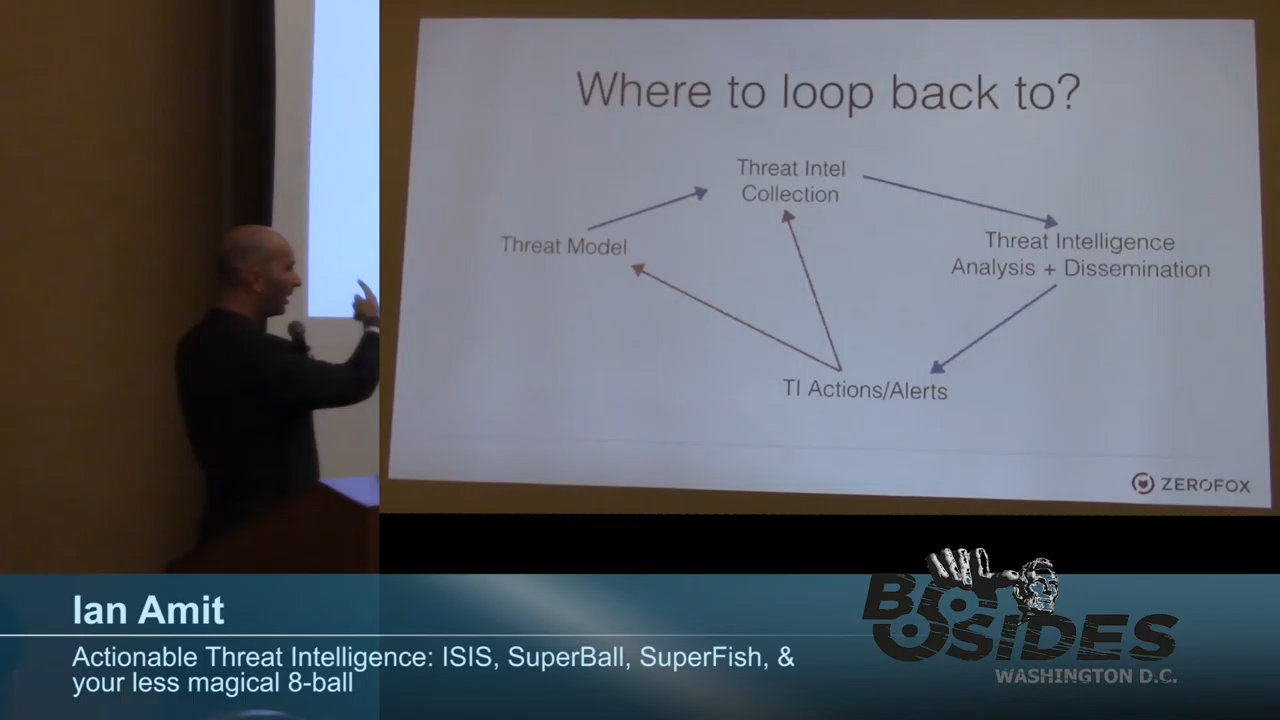 Where to loop back to?
Threat Intel
Collection
Threat Model
Threat Intelligence
Analysis + Dissemination
TI Actions/Alerts
ZEROFOX
Ian Amit
Actionable Threat Intelligence: ISIS, SuperBall, SuperFish, &
your less magical 8-ball
BSIDES
WASHINGTON D.C.